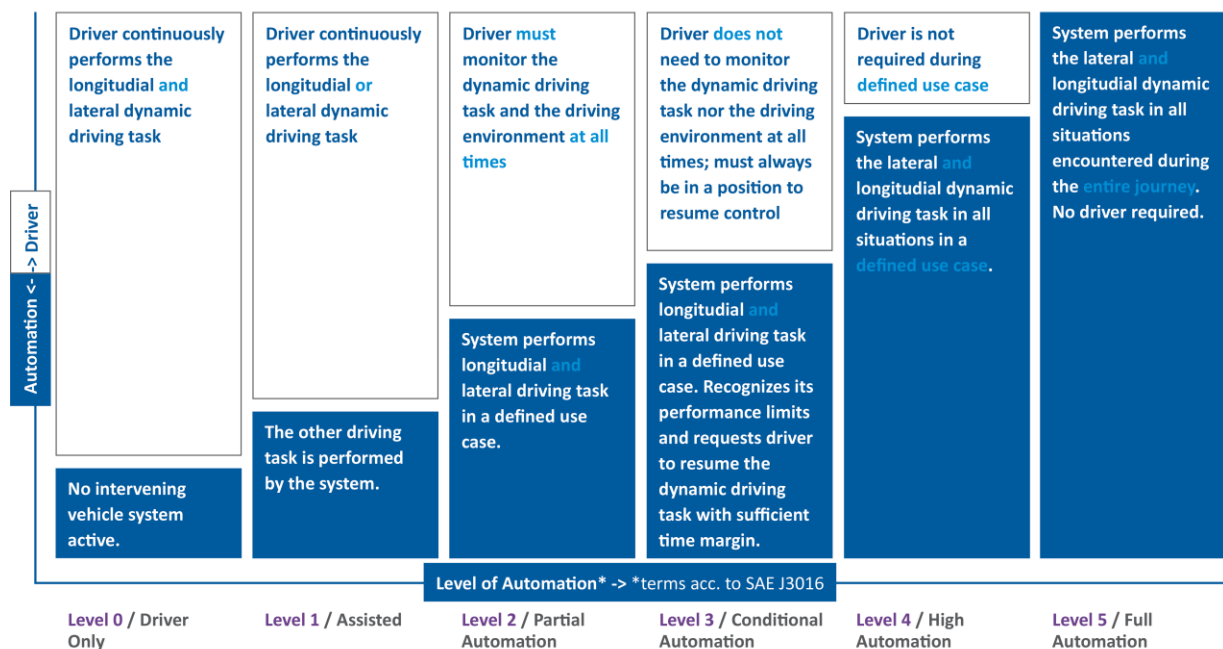 Driver continuously
performs the
longitudial and
lateral dynamic
driving task
No intervening
vehicle system
active.
Driver continuously
performs the
longitudial or
lateral dynamic
driving task
The other driving
task is performed
by the system.
Driver must
monitor the
dynamic driving
task and the driving
environment at all
times
System performs
longitudial and
lateral driving task
in a defined use
case.
Driver does not
need to monitor
the dynamic driving
task nor the driving
environment at all
times; must always
be in a position to
resume control
System performs
longitudial and
lateral driving task
in a defined use
case. Recognizes its
performance limits
and requests driver
to resume the
dynamic driving
task with sufficient
time margin.
Driver is not
required during
defined use case
System performs
the lateral and
longitudial dynamic
driving task in all
situations in a
defined use case.
System performs
the lateral and
longitudial dynamic
driving task in all
situations
encountered during
the entire journey.
No driver required.
Automation <- -> Driver
Level of Automation* -> *terms acc. to SAE J3016
Level 0 / Driver
Only
Level 1 / Assisted
Level 2 / Partial
Automation
Level 3 / Conditional
Automation
Level 4 / High
Automation
Level 5 / Full
Automation